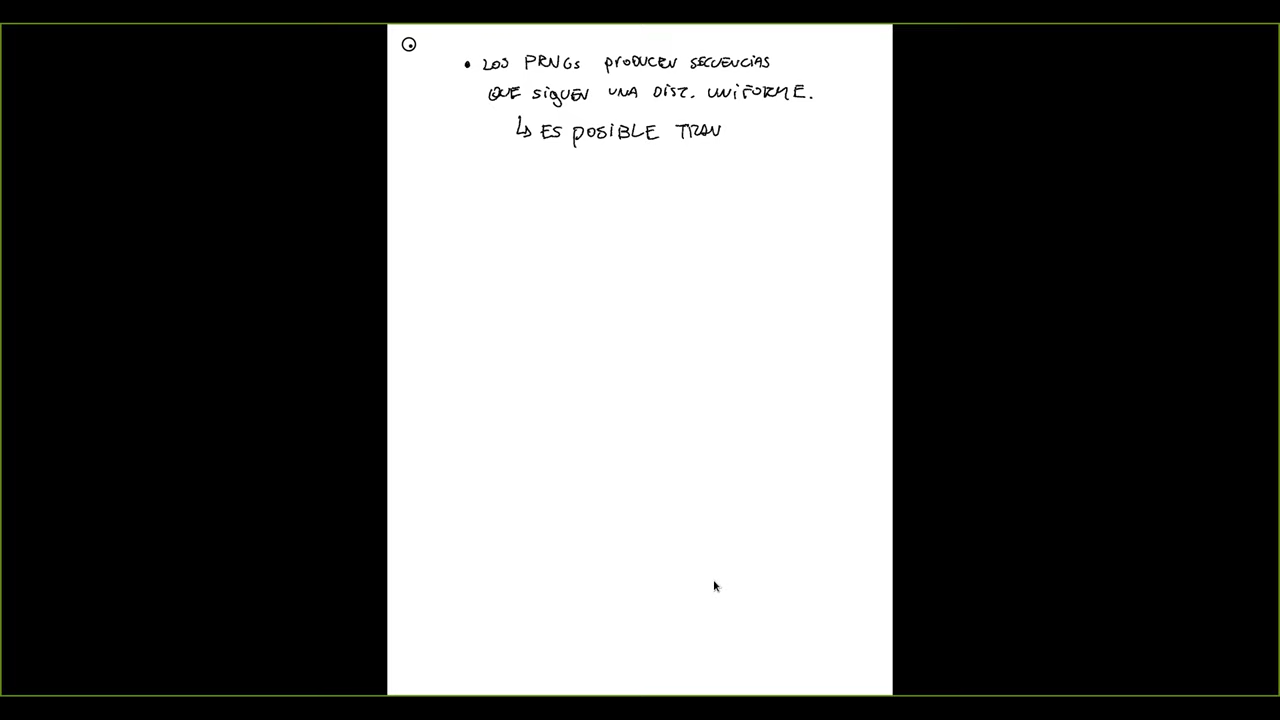 • LOS PRNGs PRODUCEN SECUENCIAS
QUE SIGUEN UNA DIST. UNIFORME.
↳ ES POSIBLE TRAN